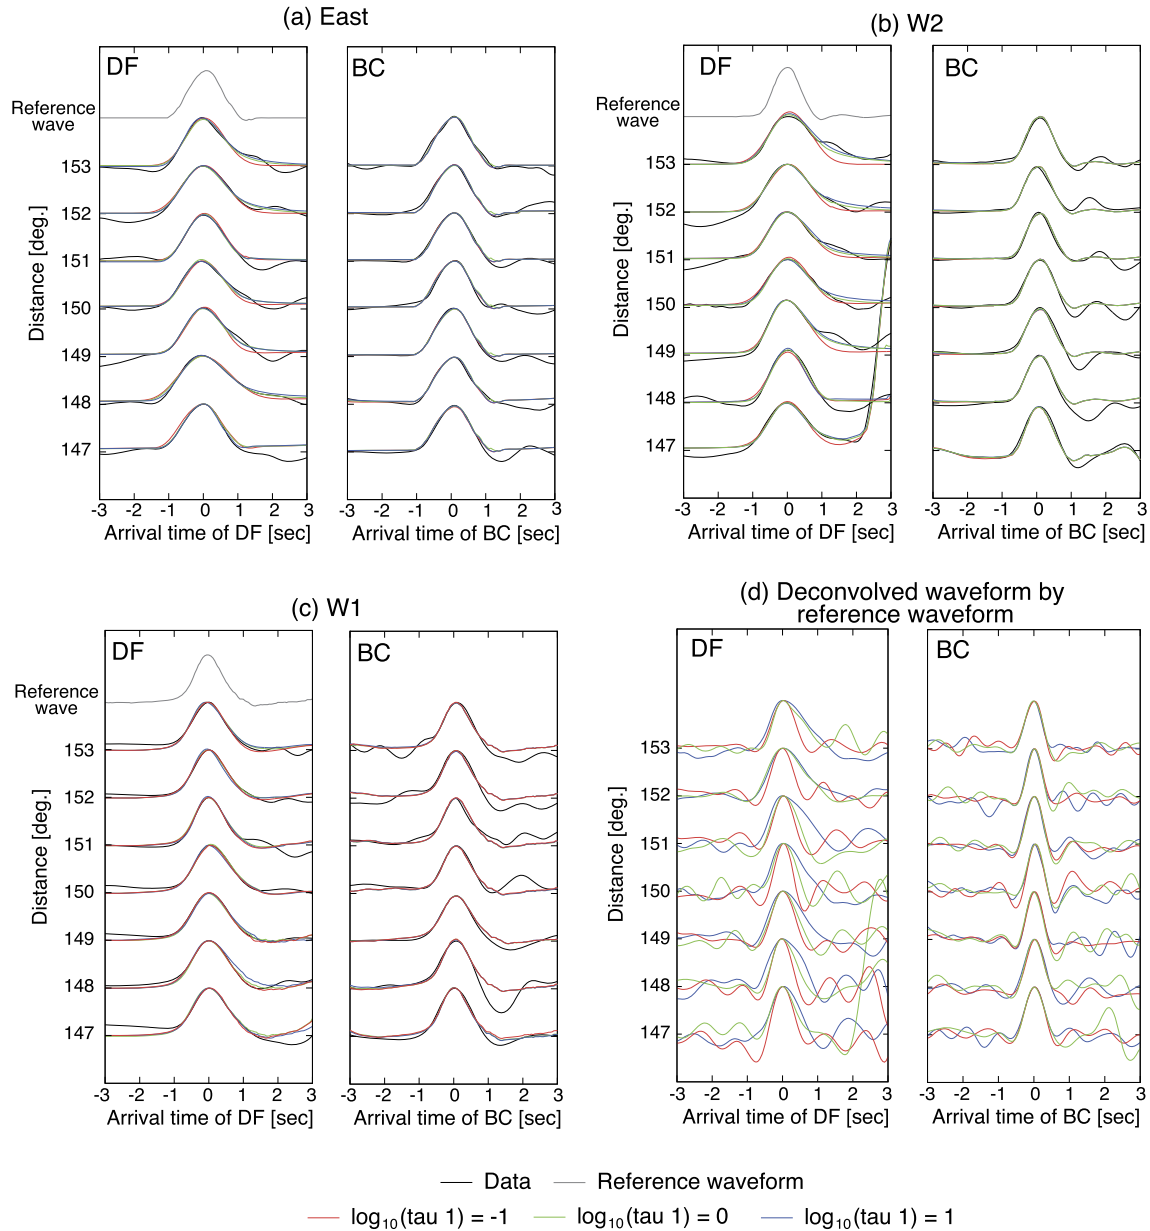 (a) East
DF
BC
Reference
wave
153
152
151
150
149
148
147
Distance [deg.]
-3 -2 -1 0 1 2 3
-3 -2 -1 0 1 2 3
Arrival time of DF [sec]
Arrival time of BC [sec]
(b) W2
DF
BC
Reference
wave
153
152
151
150
149
148
147
Distance [deg.]
-3 -2 -1 0 1 2 3
-3 -2 -1 0 1 2 3
Arrival time of DF [sec]
Arrival time of BC [sec]
(c) W1
DF
BC
Reference
wave
153
152
151
150
149
148
147
Distance [deg.]
-3 -2 -1 0 1 2 3
-3 -2 -1 0 1 2 3
Arrival time of DF [sec]
Arrival time of BC [sec]
(d) Deconvolved waveform by
reference waveform
DF
BC
153
152
151
150
149
148
147
Distance [deg.]
-3 -2 -1 0 1 2 3
-3 -2 -1 0 1 2 3
Arrival time of DF [sec]
Arrival time of BC [sec]
Data
Reference waveform
log₁₀(tau 1) = -1
log₁₀(tau 1) = 0
log₁₀(tau 1) = 1